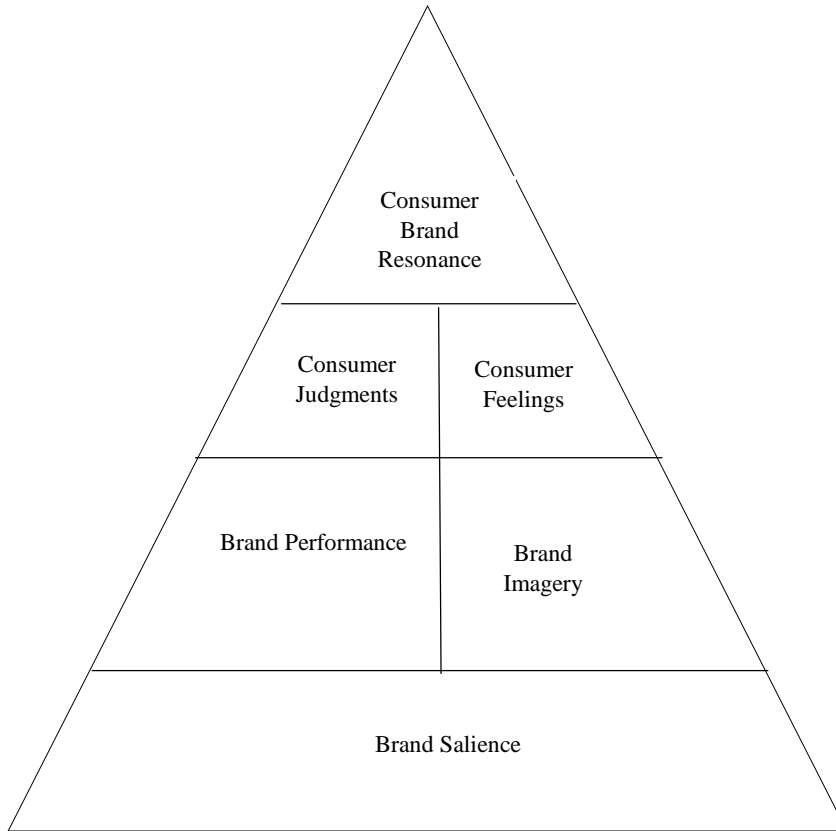 Consumer
Brand
Resonance
Consumer
Judgments
Consumer
Feelings
Brand Performance
Brand
Imagery
Brand Salience